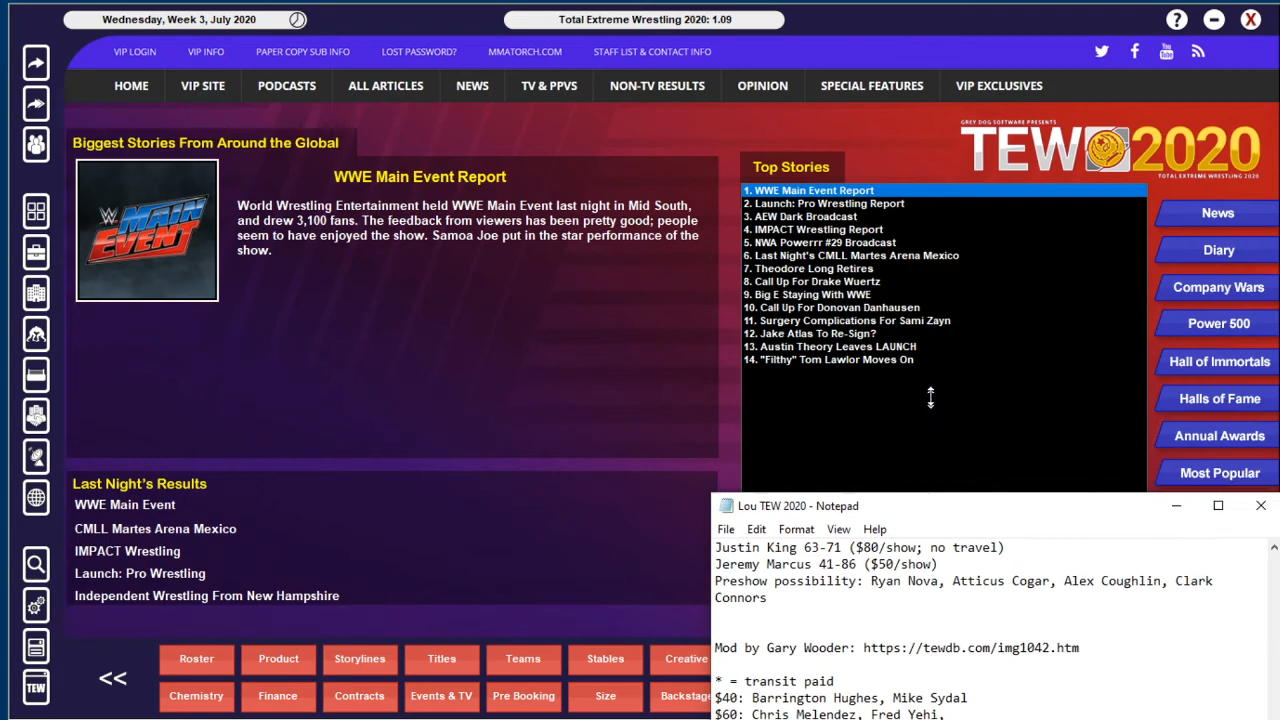 Wednesday, Week 3, July 2020
Total Extreme Wrestling 2020: 1.09
?
X
VIP LOGIN
VIP INFO
PAPER COPY SUB INFO
LOST PASSWORD?
MMATORCH.COM
STAFF LIST & CONTACT INFO
HOME
VIP SITE
PODCASTS
ALL ARTICLES
NEWS
TV & PPVS
NON-TV RESULTS
OPINION
SPECIAL FEATURES
VIP EXCLUSIVES
GREY DOG SOFTWARE PRESENTS
TEW 2020
TOTAL EXTREME WRESTLING 2020
Biggest Stories From Around the Global
W MAIN EVENT
WWE Main Event Report
World Wrestling Entertainment held WWE Main Event last night in Mid South,
and drew 3,100 fans. The feedback from viewers has been pretty good; people
seem to have enjoyed the show. Samoa Joe put in the star performance of the
show.
Top Stories
1. WWE Main Event Report
2. Launch: Pro Wrestling Report
3. AEW Dark Broadcast
4. IMPACT Wrestling Report
5. NWA Powerrr #29 Broadcast
6. Last Night's CMLL Martes Arena Mexico
7. Theodore Long Retires
8. Call Up For Drake Wuertz
9. Big E Staying With WWE
10. Call Up For Donovan Danhausen
11. Surgery Complications For Sami Zayn
12. Jake Atlas To Re-Sign?
13. Austin Theory Leaves LAUNCH
14. "Filthy" Tom Lawlor Moves On
News
Diary
Company Wars
Power 500
Hall of Immortals
Halls of Fame
Annual Awards
Most Popular
Last Night's Results
WWE Main Event
CMLL Martes Arena Mexico
IMPACT Wrestling
Launch: Pro Wrestling
Independent Wrestling From New Hampshire
TEW
<<
Roster
Product
Storylines
Titles
Teams
Stables
Creative
Chemistry
Finance
Contracts
Events & TV
Pre Booking
Size
Backstage
Lou TEW 2020 - Notepad
File Edit Format View Help
Justin King 63-71 ($80/show; no travel)
Jeremy Marcus 41-86 ($50/show)
Preshow possibility: Ryan Nova, Atticus Cogar, Alex Coughlin, Clark
Connors
Mod by Gary Wooder: https://tewdb.com/img1042.htm
* = transit paid
$40: Barrington Hughes, Mike Sydal
$60: Chris Melendez, Fred Yehi,